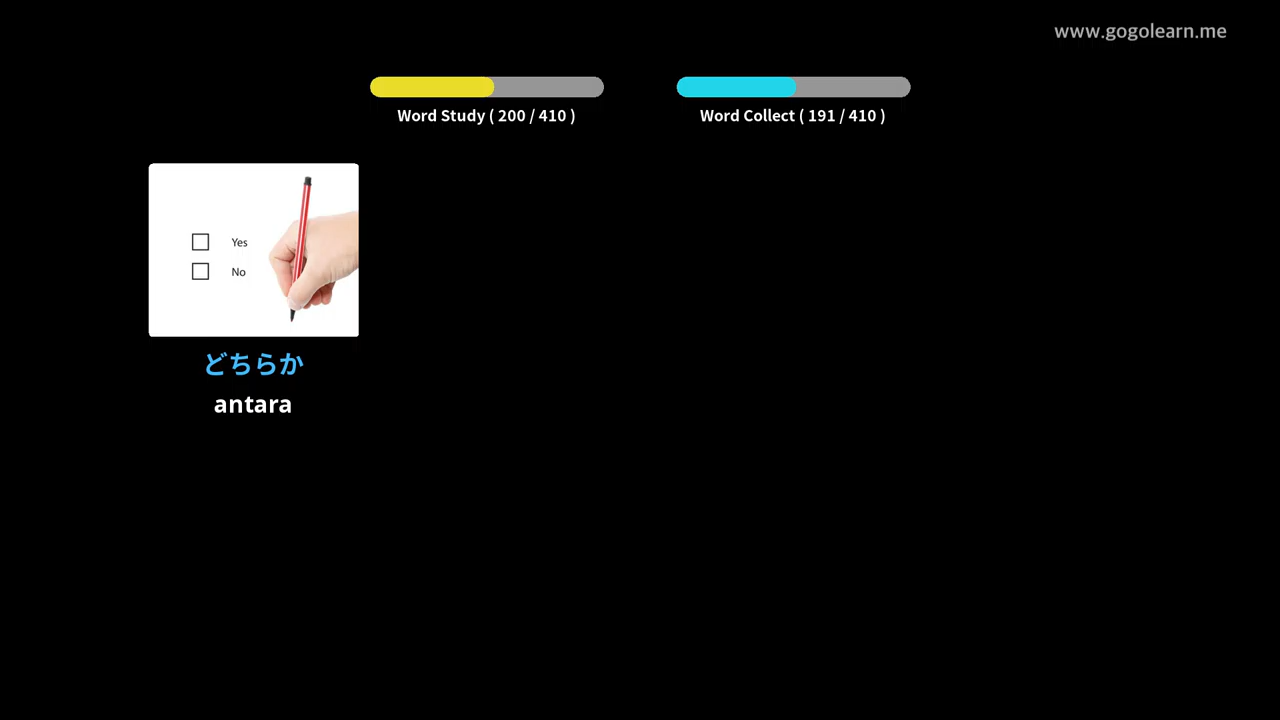 www.gogolearn.me
Word Study ( 200 / 410 )
Word Collect ( 191 / 410 )
Yes
No
どちらか
antara